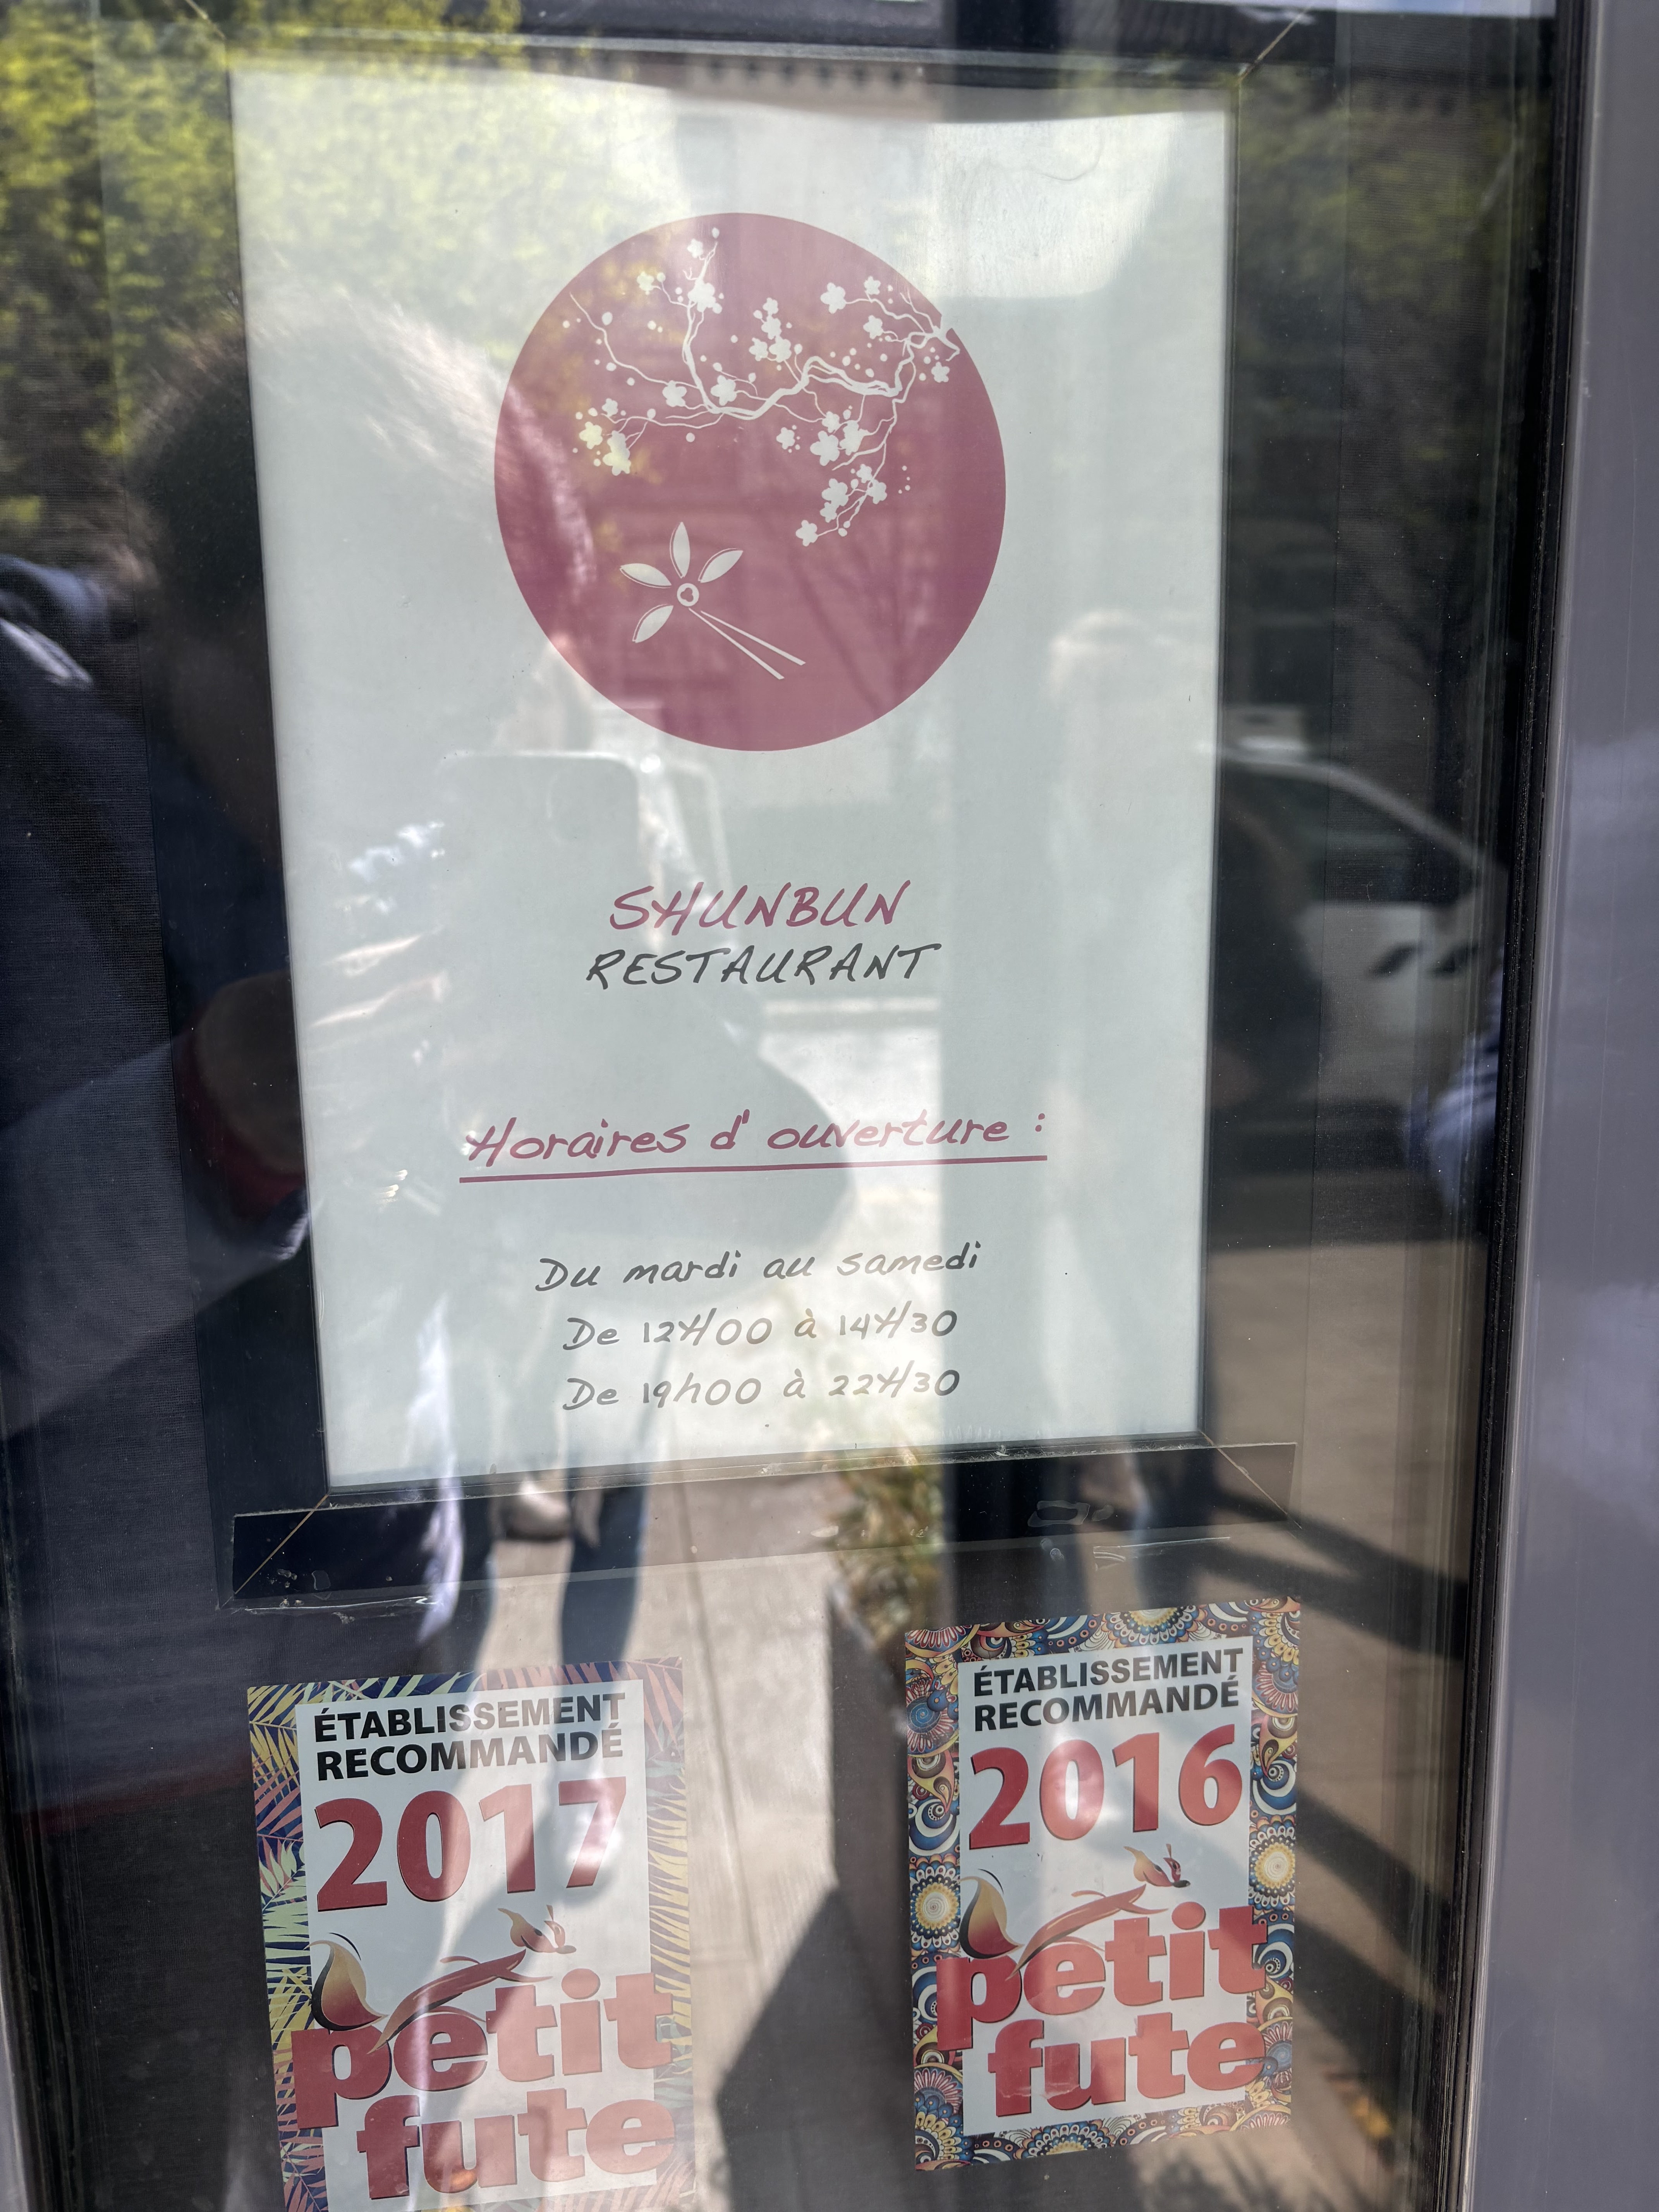 SHUNBUN
RESTAURANT
Horaires d'ouverture :
Du mardi au samedi
De 12H00 à 14H30
De 19h00 à 22H30
ÉTABLISSEMENT
RECOMMANDÉ
2017
petit
fute
ÉTABLISSEMENT
RECOMMANDÉ
2016
petit
fute